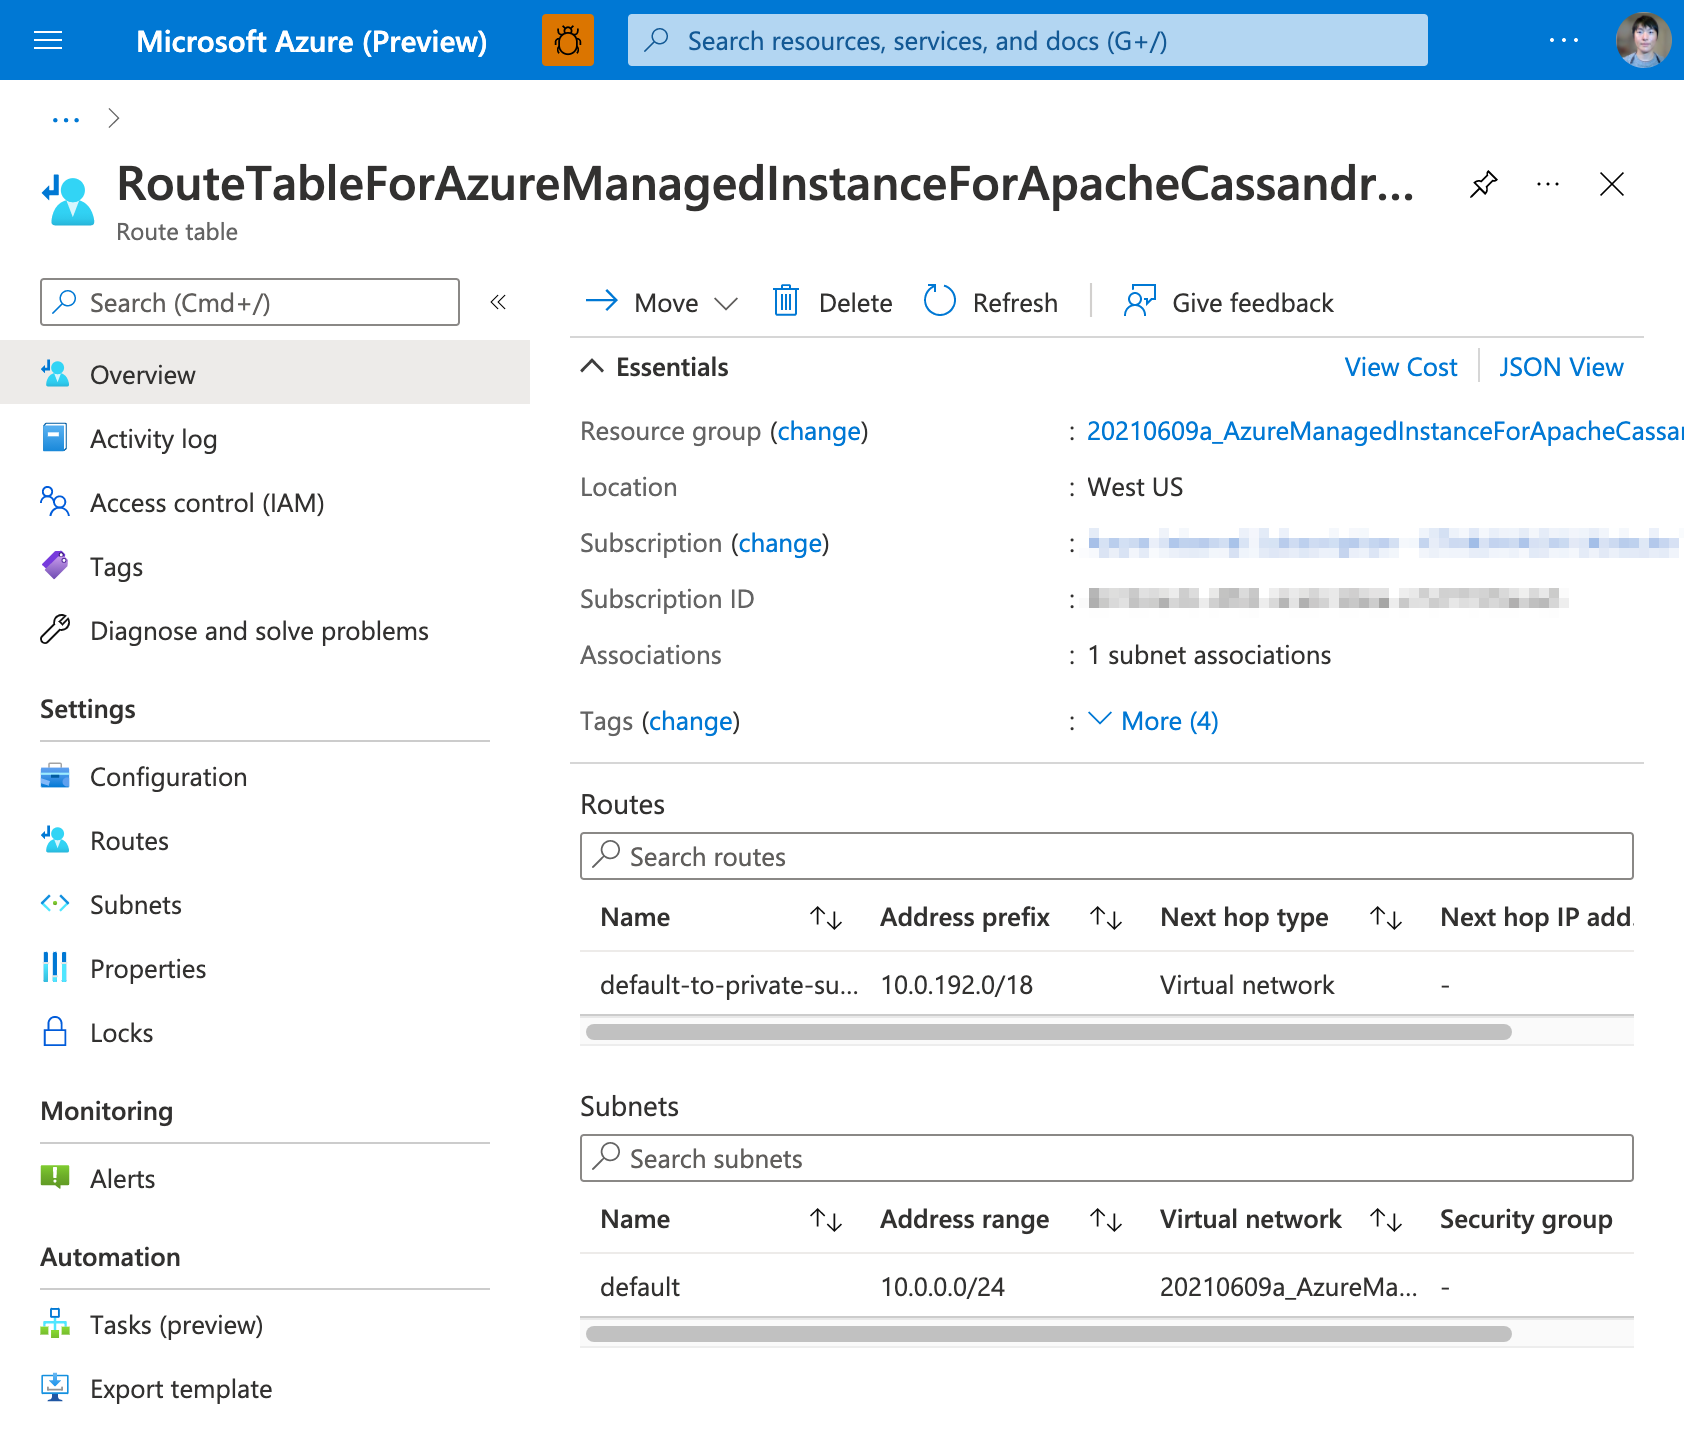 Microsoft Azure (Preview)
Search resources, services, and docs (G+/)
RouteTableForAzureManagedInstanceForApacheCassandr...
Route table
Search (Cmd+/)
Overview
Activity log
Access control (IAM)
Tags
Diagnose and solve problems
Settings
Configuration
Routes
Subnets
Properties
Locks
Monitoring
Alerts
Automation
Tasks (preview)
Export template
Move
Delete
Refresh
Give feedback
Essentials
View Cost
JSON View
Resource group (change) : 20210609a_AzureManagedInstanceForApacheCassa
Location : West US
Subscription (change) :
Subscription ID :
Associations : 1 subnet associations
Tags (change) : More (4)
Routes
Search routes
Name Address prefix Next hop type Next hop IP add.
default-to-private-su... 10.0.192.0/18 Virtual network -
Subnets
Search subnets
Name Address range Virtual network Security group
default 10.0.0.0/24 20210609a_AzureMa... -